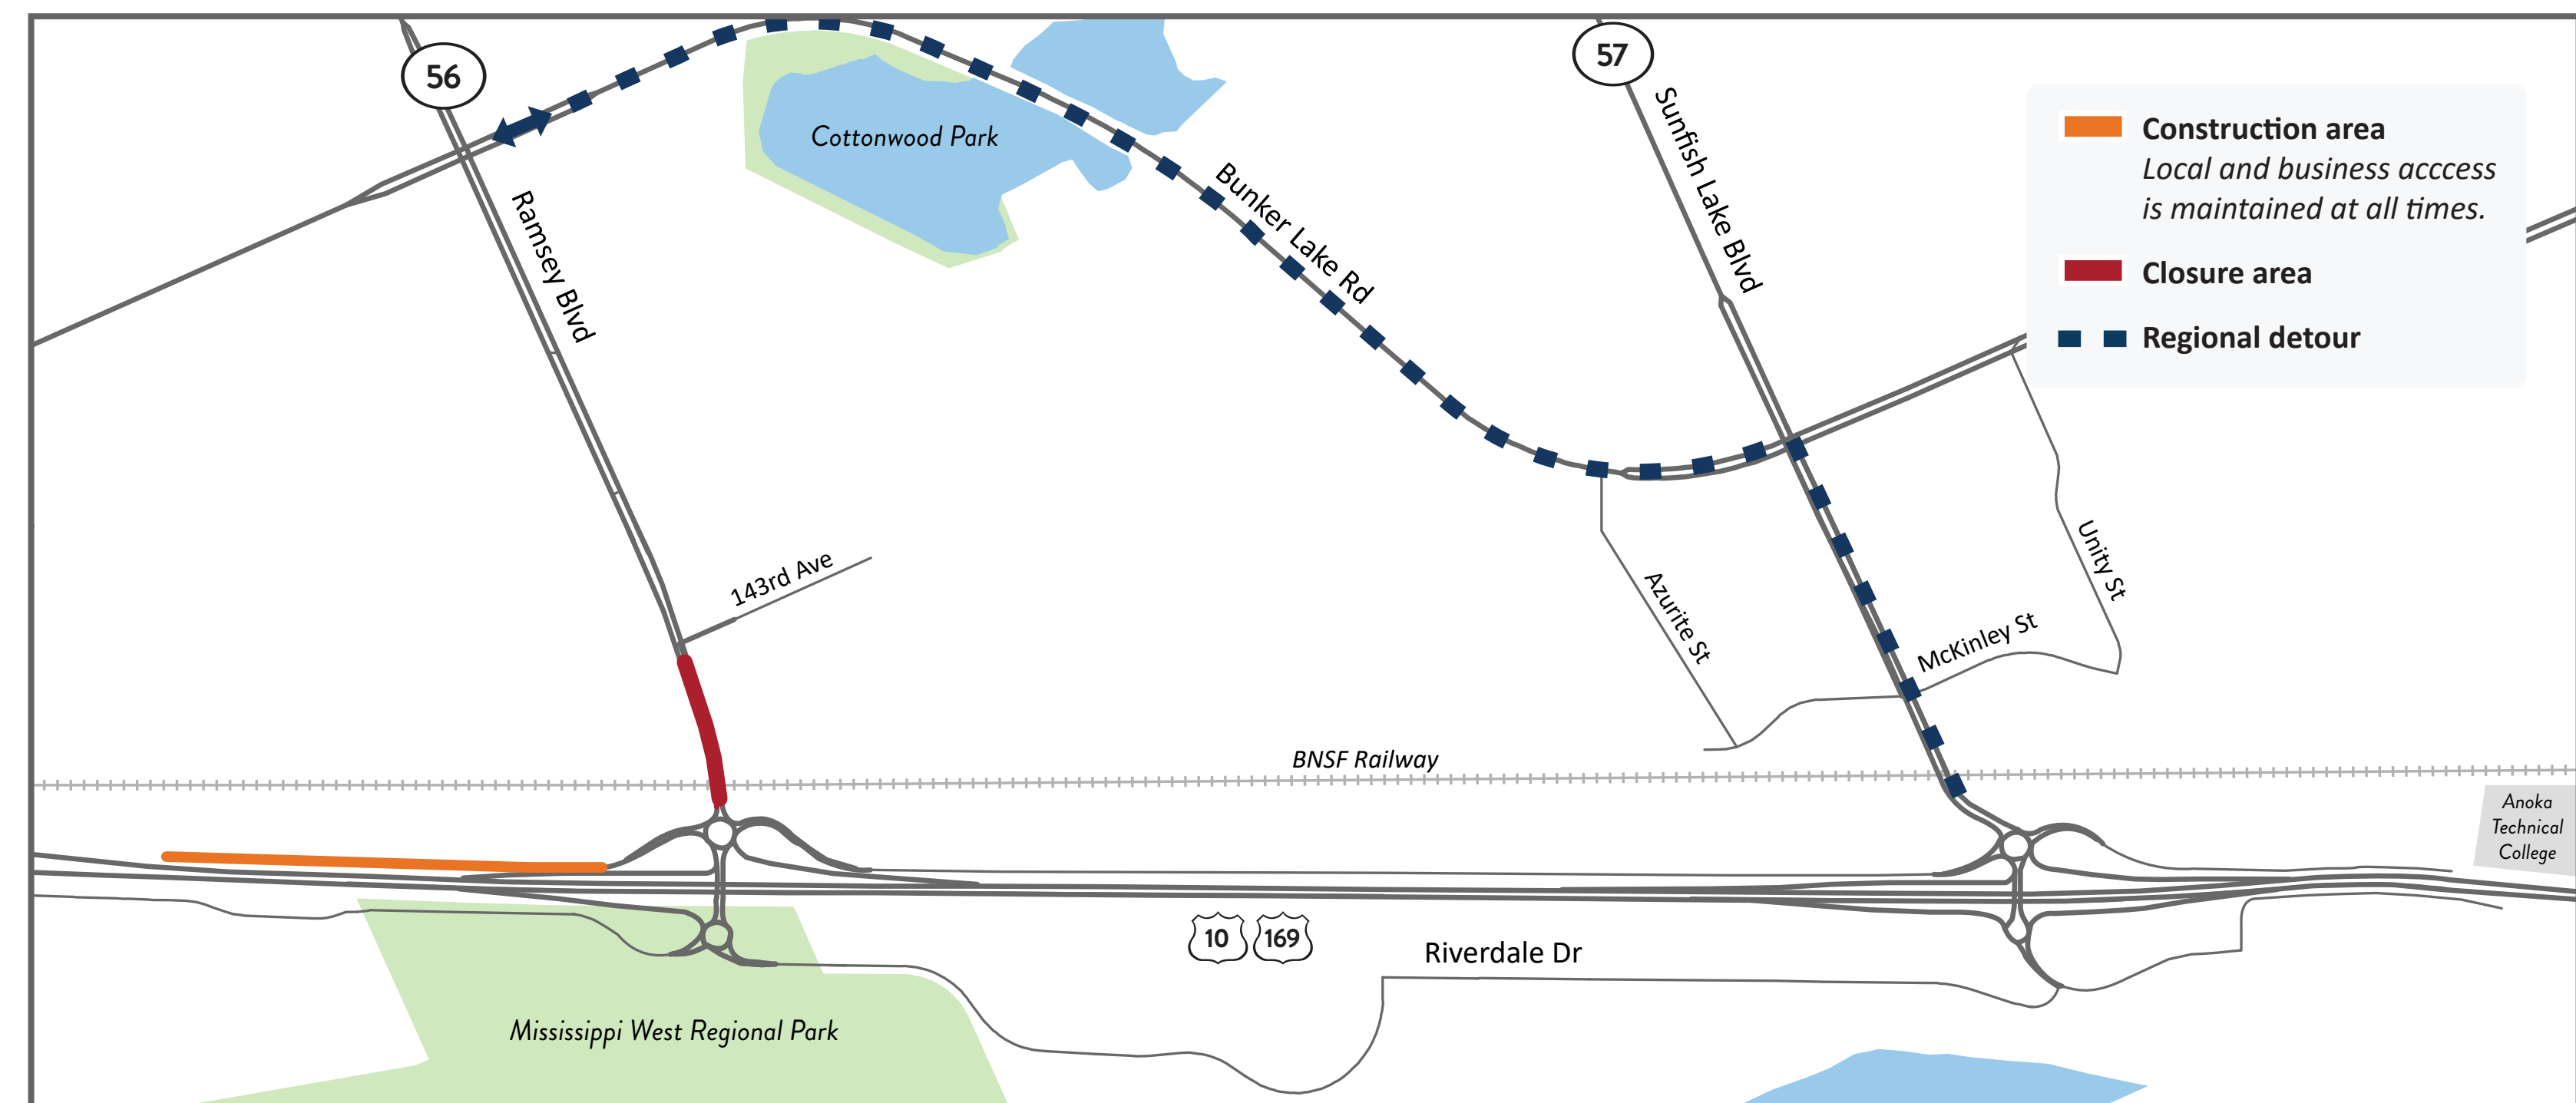 56
57
Cottonwood Park
Ramsey Blvd
Bunker Lake Rd
Sunfish Lake Blvd
Construction area
Local and business acccess
is maintained at all times.
Closure area
Regional detour
143rd Ave
Azurite St
McKinley St
Unity St
BNSF Railway
Anoka
Technical
College
10
169
Riverdale Dr
Mississippi West Regional Park